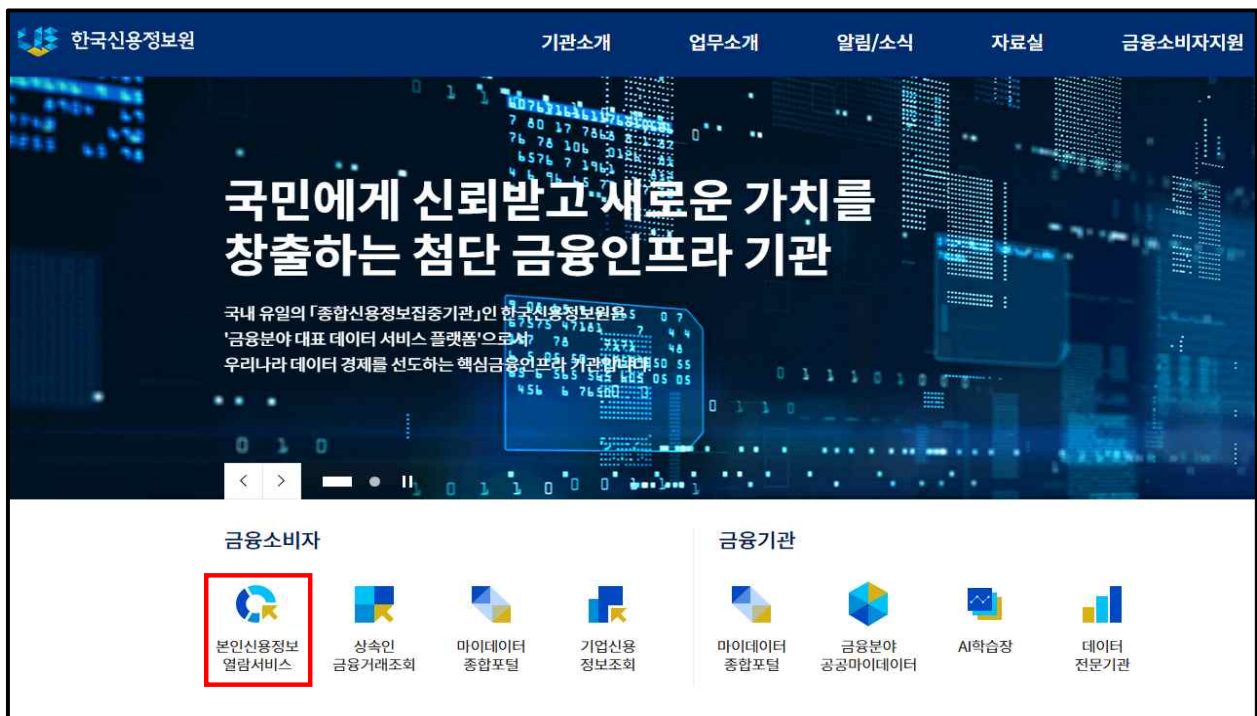 한국신용정보원
기관소개
업무소개
알림/소식
자료실
금융소비자지원
국민에게 신뢰받고 새로운 가치를
창출하는 첨단 금융인프라 기관
국내 유일의 「종합신용정보집중기관」인 한국신용정보원은
'금융분야 대표 데이터 서비스 플랫폼'으로서
우리나라 데이터 경제를 선도하는 핵심금융인프라 기관입니다.
금융소비자
본인신용정보
열람서비스
상속인
금융거래조회
마이데이터
종합포털
기업신용
정보조회
금융기관
마이데이터
종합포털
금융분야
공공마이데이터
AI학습장
데이터
전문기관